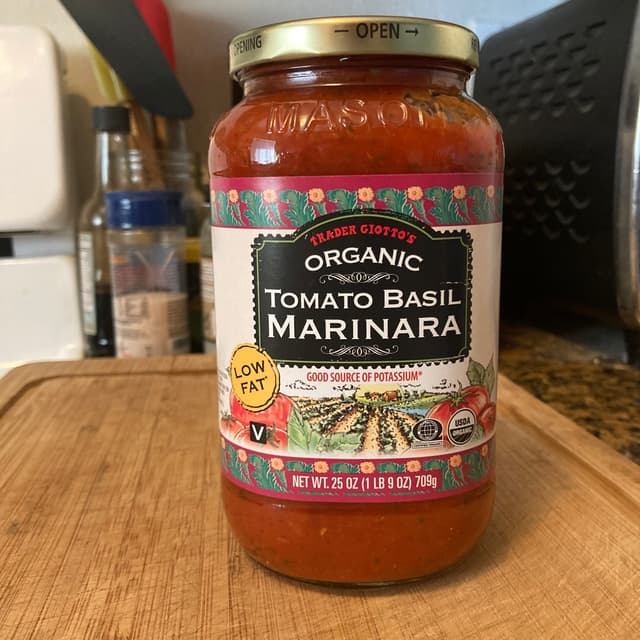 OPENING
— OPEN →
MASON
TRADER GIOTTO'S
ORGANIC
TOMATO BASIL
MARINARA
LOW
FAT*
GOOD SOURCE OF POTASSIUM*
V
USDA
ORGANIC
NET WT. 25 OZ (1 LB 9 OZ) 709g